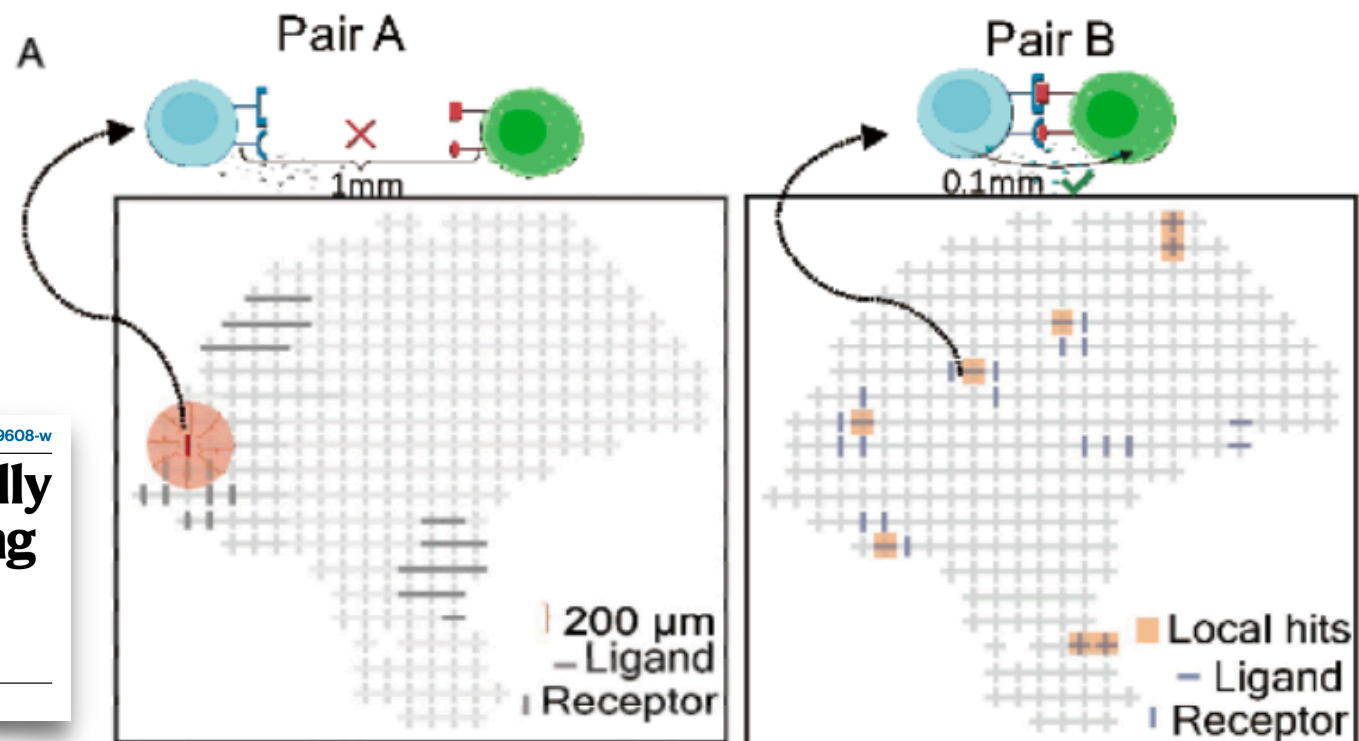 A
Pair A
Pair B
1mm
0.1mm
9608-w
lly
ng
200 µm
Ligand
Receptor
Local hits
Ligand
Receptor